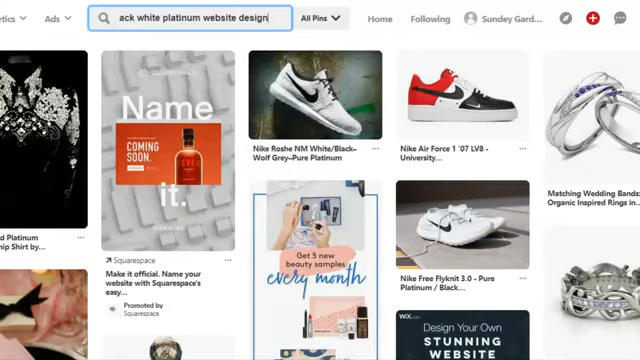 etics
Ads
ack white platinum website design
All Pins
Home
Following
Sundey Gard...
SQUARESPACE
Name
COMING
SOON.
it.
DOMAINS
d Platinum
hip Shirt by...
Squarespace
Make it official. Name your
website with Squarespace's
easy...
Promoted by
Squarespace
Nike Roshe NM White/Black–
Wolf Grey–Pure Platinum
Get 5 new
beauty samples
every month
Nike Air Force 1 '07 LV8 -
University...
Nike Free Flyknit 3.0 - Pure
Platinum / Black...
WiX.com
Design Your Own
STUNNING
WEBSITE
Matching Wedding Bands:
Organic Inspired Rings in...